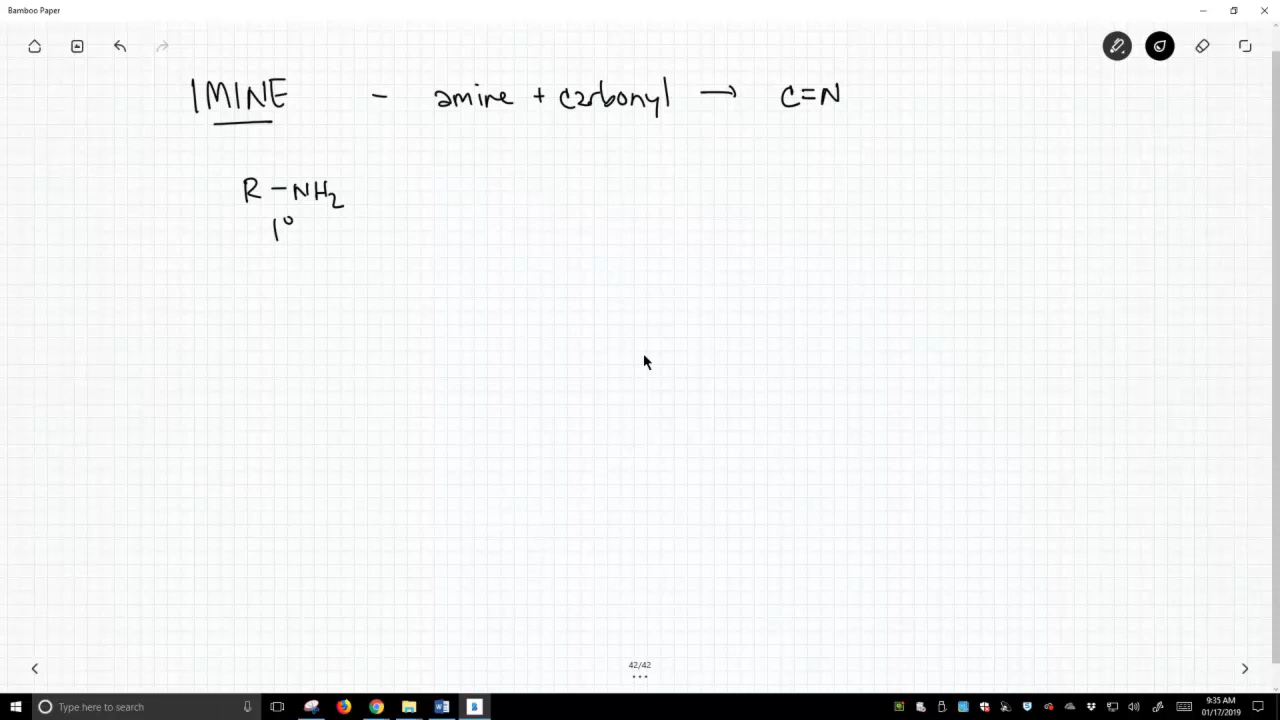 Bamboo Paper
IMINE - amine + carbonyl → C=N
R-NH₂
1°
42/42
Type here to search
9:35 AM
01/17/2019